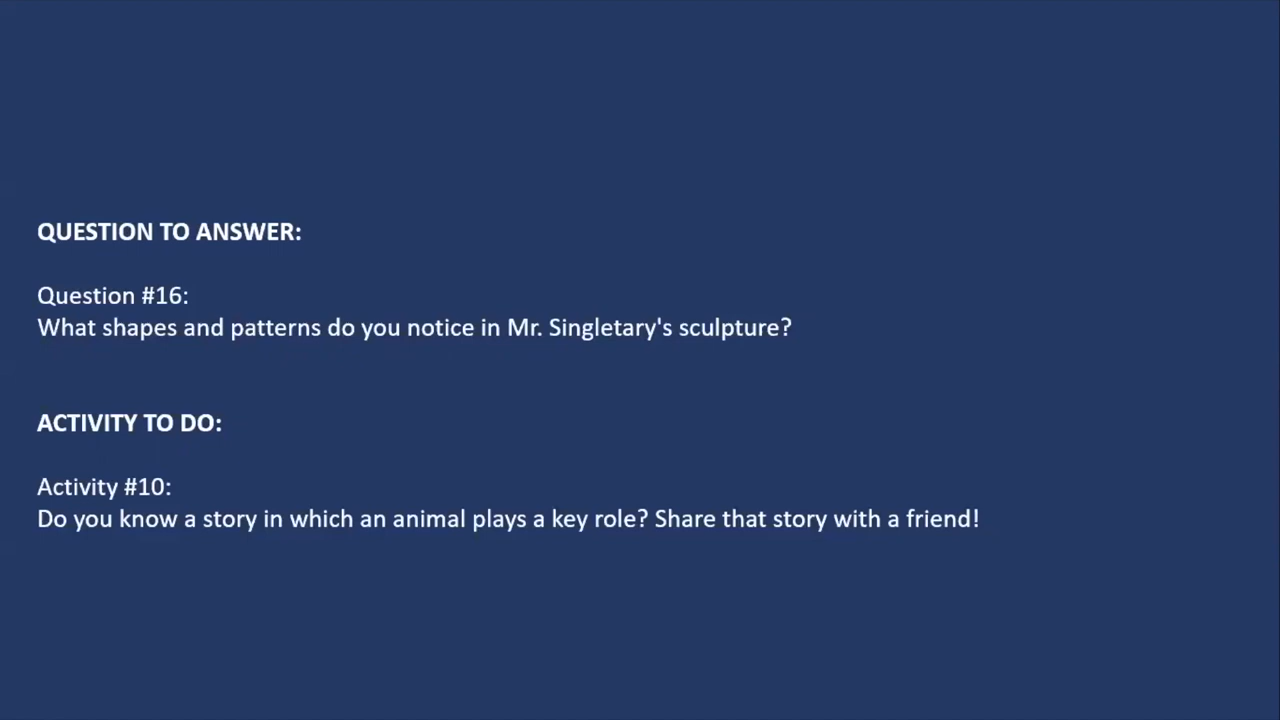 QUESTION TO ANSWER:
Question #16:
What shapes and patterns do you notice in Mr. Singletary's sculpture?
ACTIVITY TO DO:
Activity #10:
Do you know a story in which an animal plays a key role? Share that story with a friend!